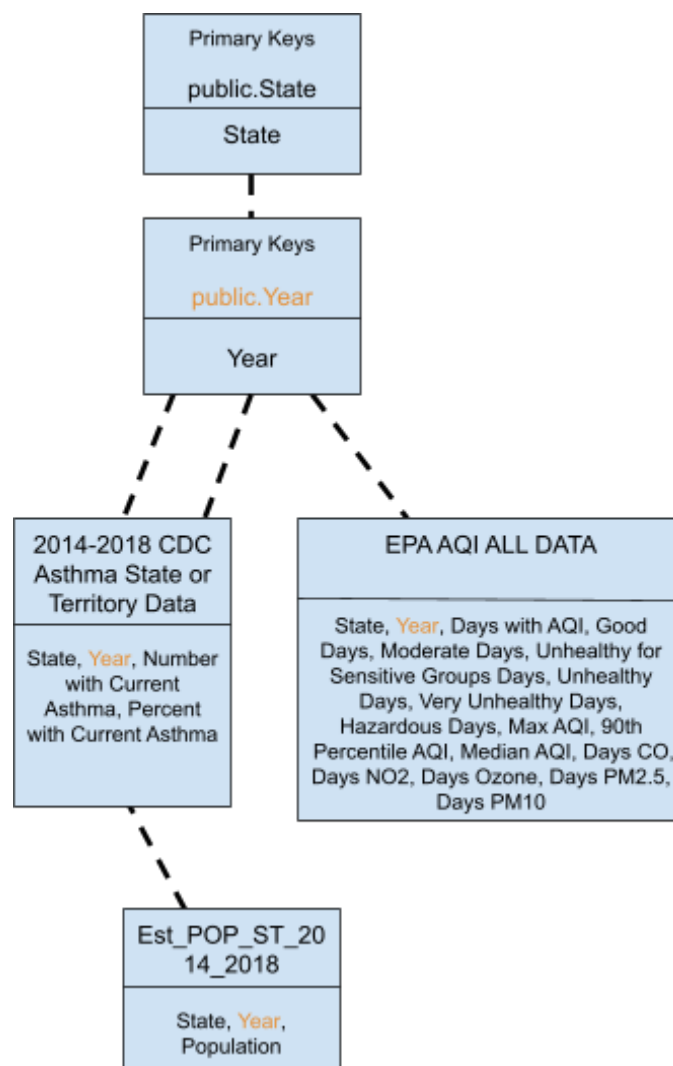 Primary Keys
public.State
State
Primary Keys
public.Year
Year
2014-2018 CDC
Asthma State or
Territory Data
State, Year, Number
with Current
Asthma, Percent
with Current Asthma
EPA AQI ALL DATA
State, Year, Days with AQI, Good
Days, Moderate Days, Unhealthy for
Sensitive Groups Days, Unhealthy
Days, Very Unhealthy Days,
Hazardous Days, Max AQI, 90th
Percentile AQI, Median AQI, Days CO,
Days NO2, Days Ozone, Days PM2.5,
Days PM10
Est_POP_ST_20
14_2018
State, Year,
Population